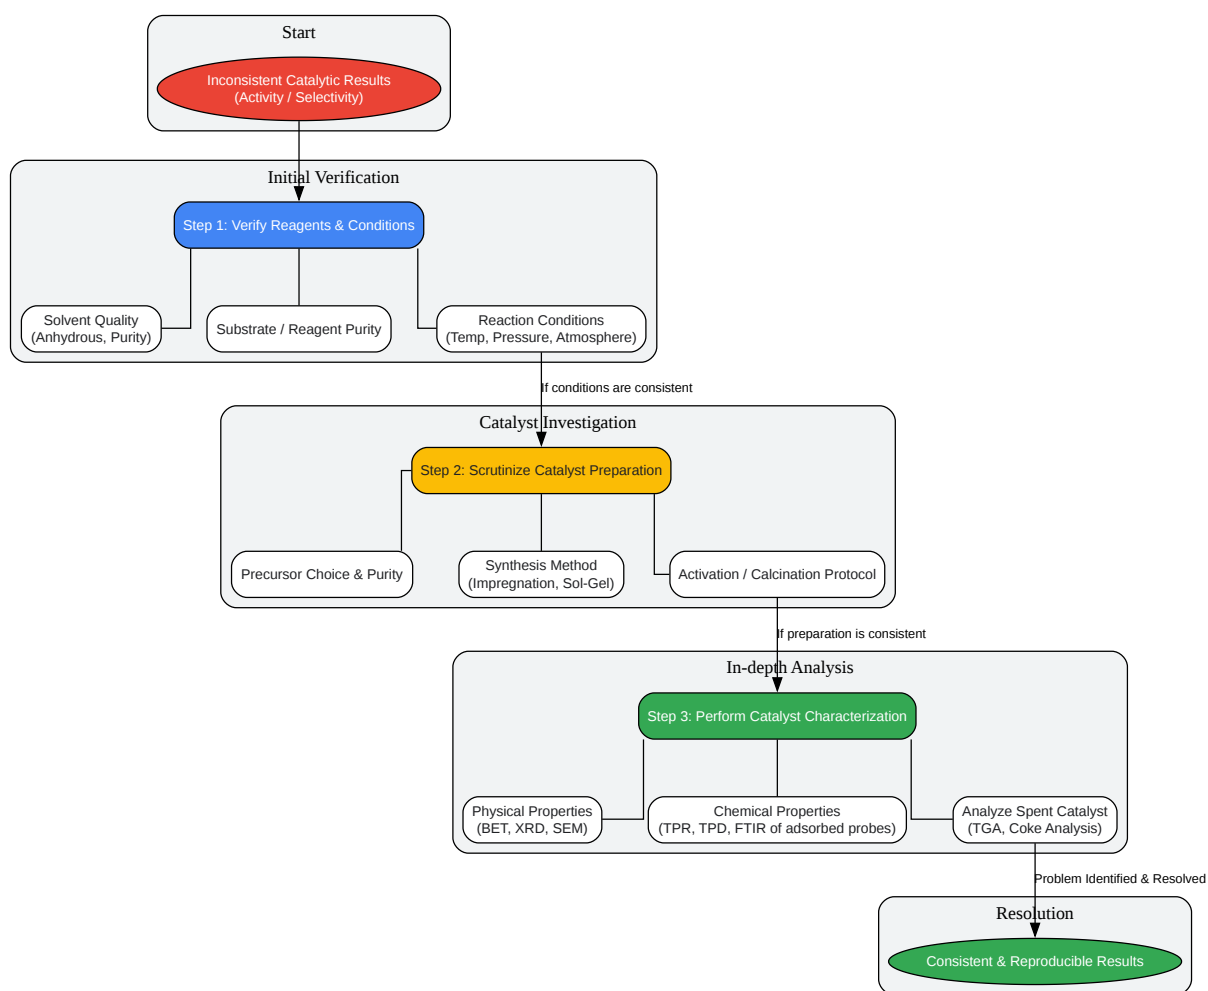 Start
Inconsistent Catalytic Results
(Activity / Selectivity)
Initial Verification
Step 1: Verify Reagents & Conditions
Solvent Quality
(Anhydrous, Purity)
Substrate / Reagent Purity
Reaction Conditions
(Temp, Pressure, Atmosphere)
If conditions are consistent
Catalyst Investigation
Step 2: Scrutinize Catalyst Preparation
Precursor Choice & Purity
Synthesis Method
(Impregnation, Sol-Gel)
Activation / Calcination Protocol
If preparation is consistent
In-depth Analysis
Step 3: Perform Catalyst Characterization
Physical Properties
(BET, XRD, SEM)
Chemical Properties
(TPR, TPD, FTIR of adsorbed probes)
Analyze Spent Catalyst
(TGA, Coke Analysis)
Problem Identified & Resolved
Resolution
Consistent & Reproducible Results